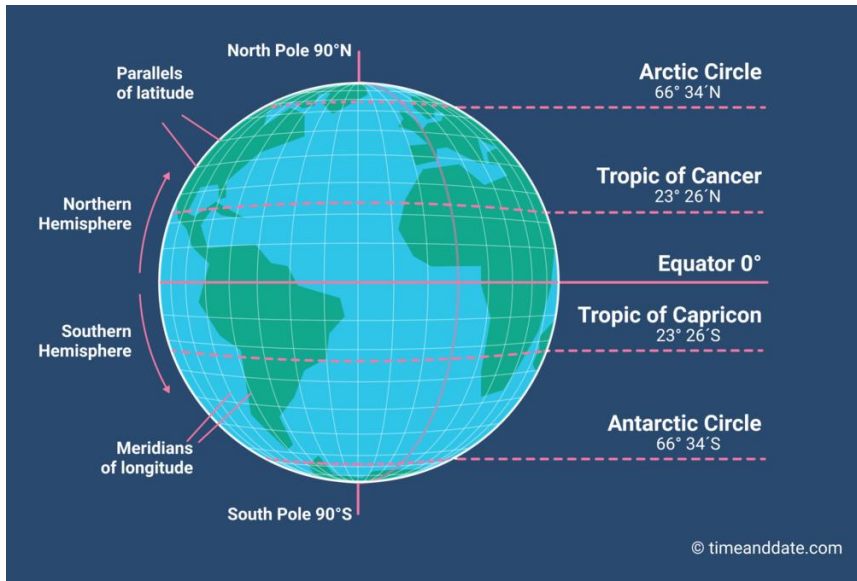 North Pole 90°N
Parallels
of latitude
Arctic Circle
66° 34´N
Tropic of Cancer
23° 26´N
Northern
Hemisphere
Equator 0°
Tropic of Capricon
23° 26´S
Southern
Hemisphere
Antarctic Circle
66° 34´S
Meridians
of longitude
South Pole 90°S
© timeanddate.com